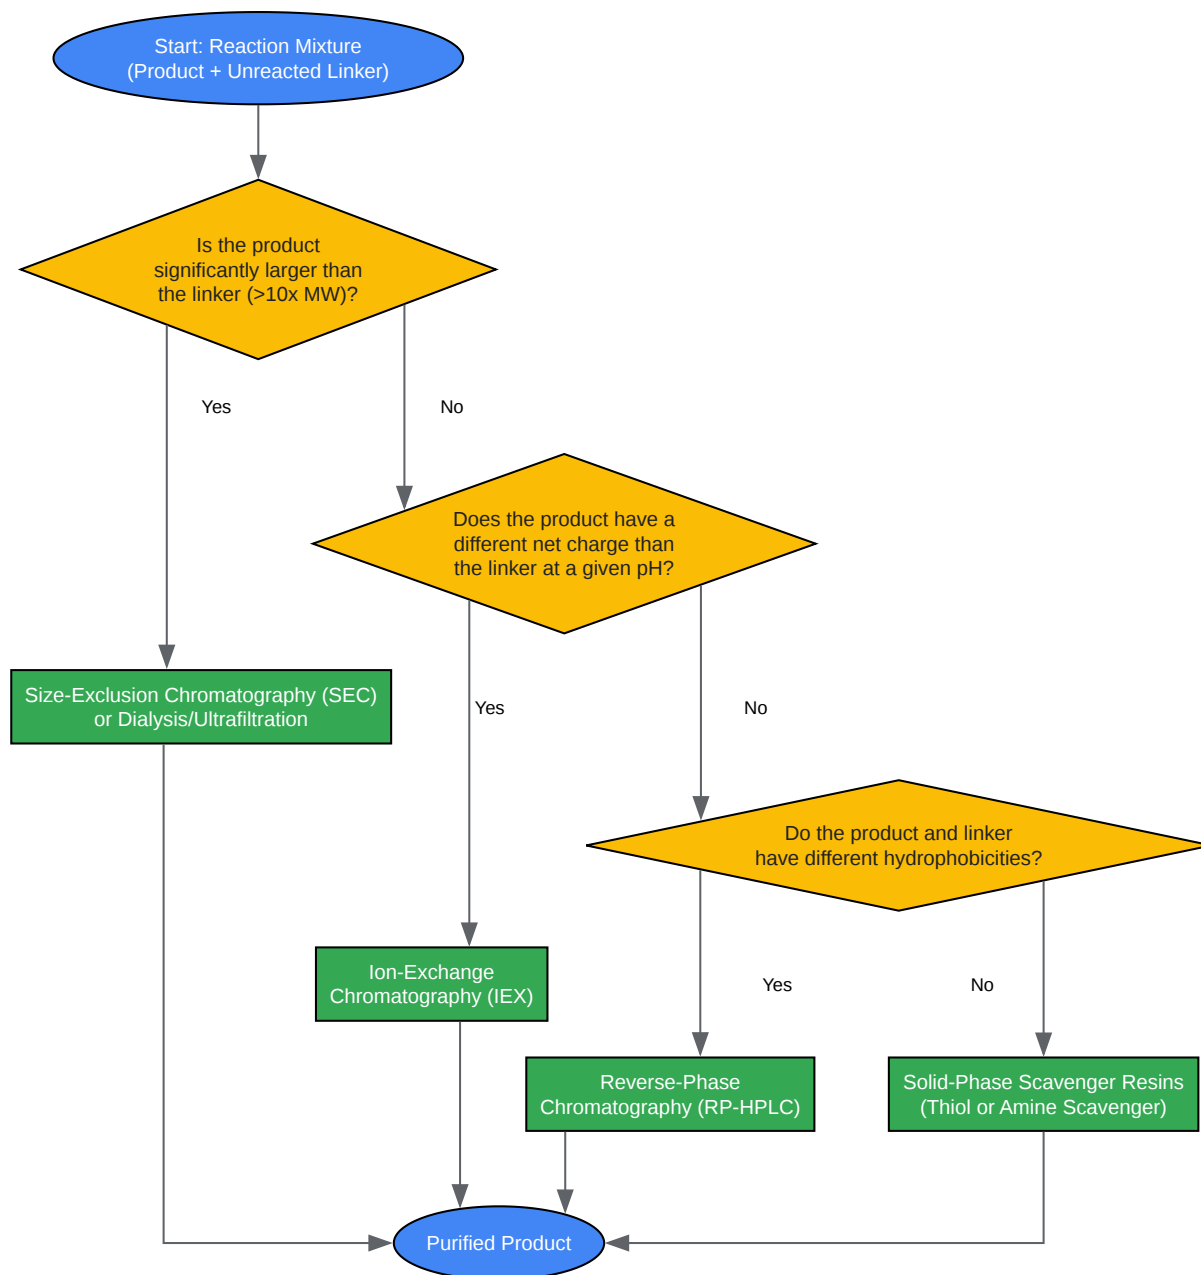 Start: Reaction Mixture
(Product + Unreacted Linker)
Is the product
significantly larger than
the linker (>10x MW)?
Yes
No
Does the product have a
different net charge than
the linker at a given pH?
Size-Exclusion Chromatography (SEC)
or Dialysis/Ultrafiltration
Yes
No
Do the product and linker
have different hydrophobicities?
Ion-Exchange
Chromatography (IEX)
Yes
No
Reverse-Phase
Chromatography (RP-HPLC)
Solid-Phase Scavenger Resins
(Thiol or Amine Scavenger)
Purified Product